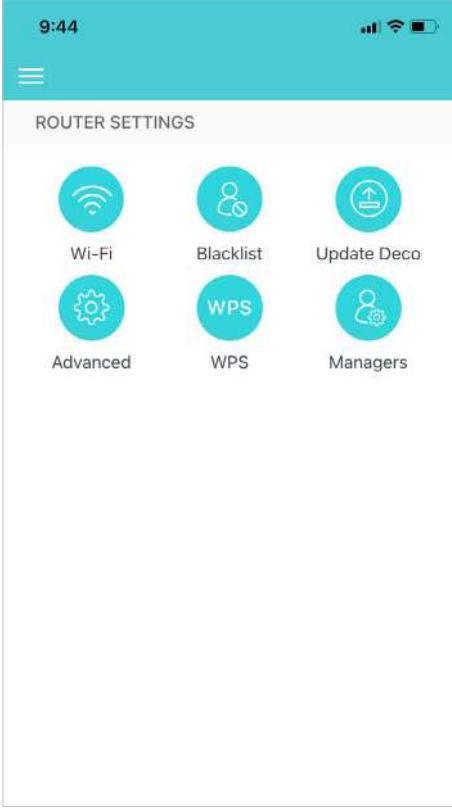 9:44
ROUTER SETTINGS
Wi-Fi Blacklist Update Deco
WPS
Advanced WPS Managers